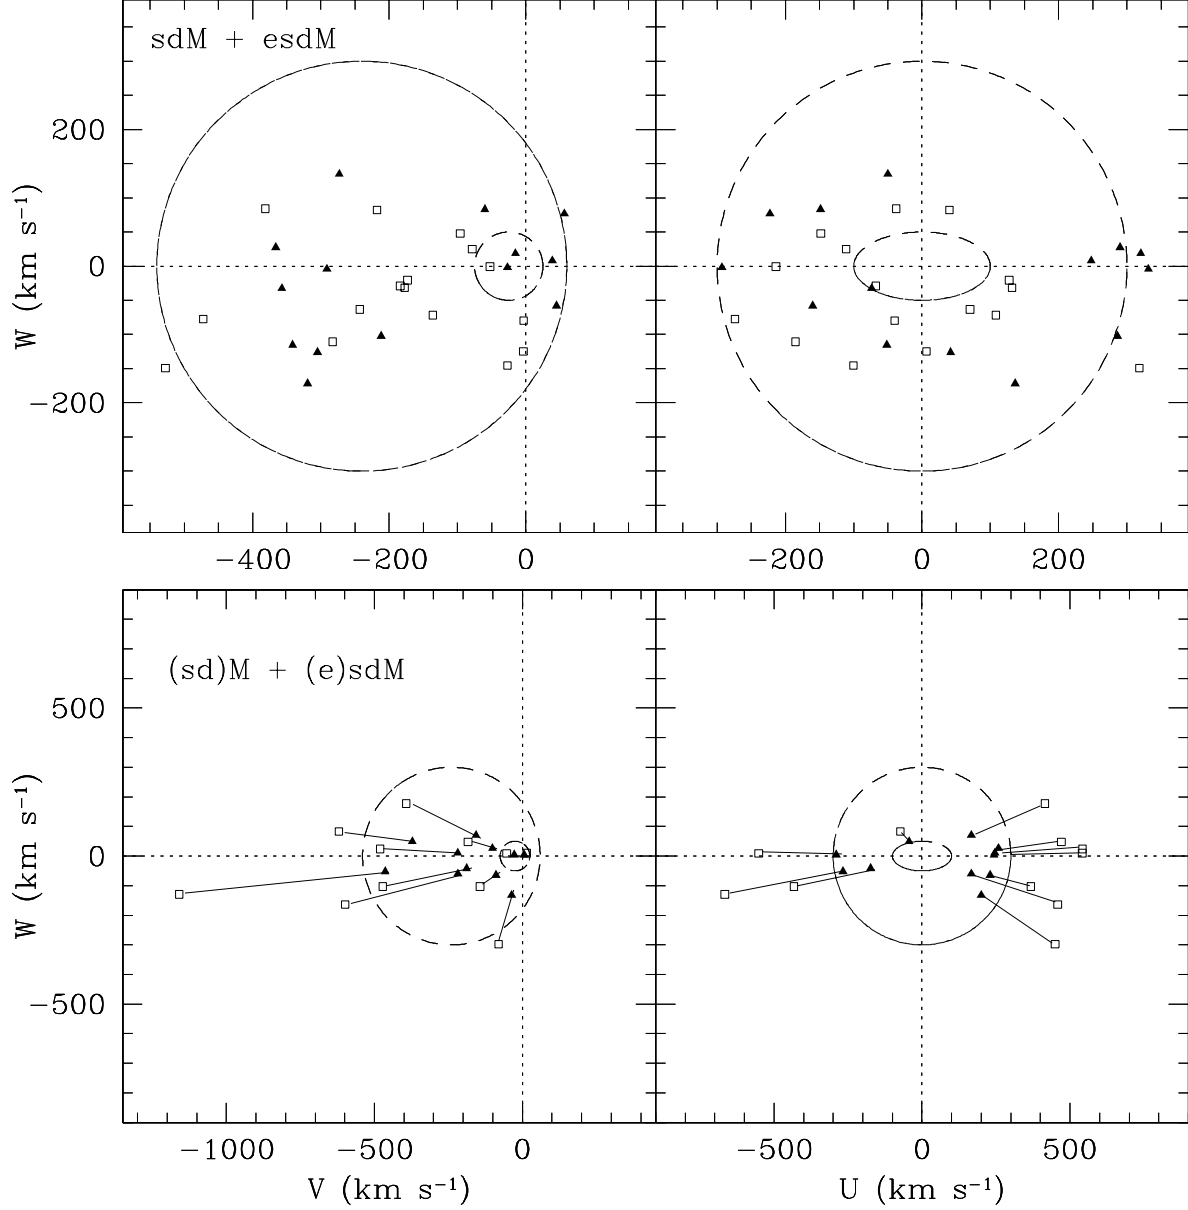 sdM + esdM
200
0
−200
W (km s⁻¹)
−400 −200 0
−200 0 200
(sd)M + (e)sdM
500
0
−500
W (km s⁻¹)
−1000 −500 0
−500 0 500
V (km s⁻¹)
U (km s⁻¹)